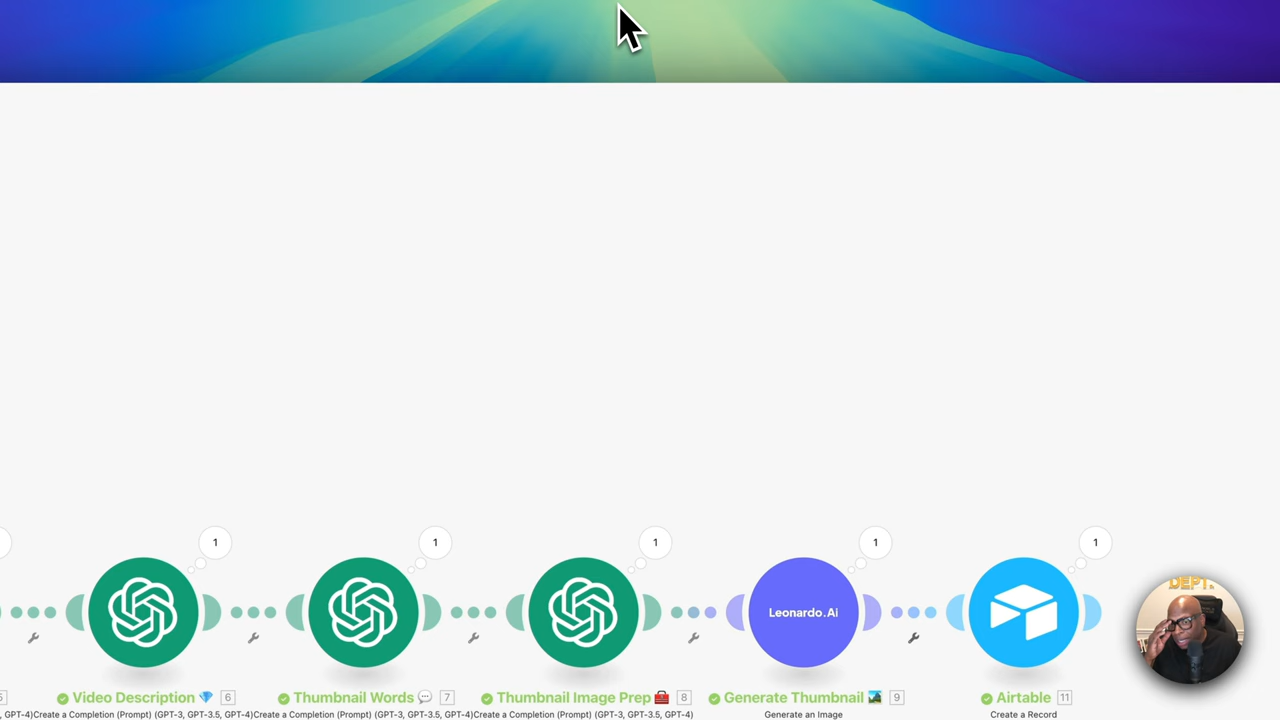 1
1
1
1
1
Leonardo.Ai
DEPT.
5
Video Description 6
Thumbnail Words 7
Thumbnail Image Prep 8
Generate Thumbnail 9
Airtable 11
, GPT-4)
Create a Completion (Prompt) (GPT-3, GPT-3.5, GPT-4)
Create a Completion (Prompt) (GPT-3, GPT-3.5, GPT-4)
Create a Completion (Prompt) (GPT-3, GPT-3.5, GPT-4)
Generate an Image
Create a Record